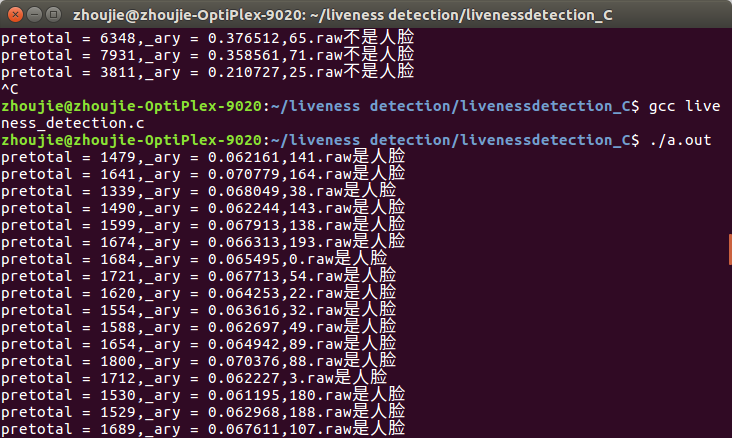 zhoujie@zhoujie-OptiPlex-9020: ~/liveness detection/livenessdetection_C
pretotal = 6348,_ary = 0.376512,65.raw不是人脸
pretotal = 7931,_ary = 0.358561,71.raw不是人脸
pretotal = 3811,_ary = 0.210727,25.raw不是人脸
^C
zhoujie@zhoujie-OptiPlex-9020:~/liveness detection/livenessdetection_C$ gcc live
ness_detection.c
zhoujie@zhoujie-OptiPlex-9020:~/liveness detection/livenessdetection_C$ ./a.out
pretotal = 1479,_ary = 0.062161,141.raw是人脸
pretotal = 1641,_ary = 0.070779,164.raw是人脸
pretotal = 1339,_ary = 0.068049,38.raw是人脸
pretotal = 1490,_ary = 0.062244,143.raw是人脸
pretotal = 1599,_ary = 0.067913,138.raw是人脸
pretotal = 1674,_ary = 0.066313,193.raw是人脸
pretotal = 1684,_ary = 0.065495,0.raw是人脸
pretotal = 1721,_ary = 0.067713,54.raw是人脸
pretotal = 1620,_ary = 0.064253,22.raw是人脸
pretotal = 1554,_ary = 0.063616,32.raw是人脸
pretotal = 1588,_ary = 0.062697,49.raw是人脸
pretotal = 1654,_ary = 0.064942,89.raw是人脸
pretotal = 1800,_ary = 0.070376,88.raw是人脸
pretotal = 1712,_ary = 0.062227,3.raw是人脸
pretotal = 1530,_ary = 0.061195,180.raw是人脸
pretotal = 1529,_ary = 0.062968,188.raw是人脸
pretotal = 1689,_ary = 0.067611,107.raw是人脸